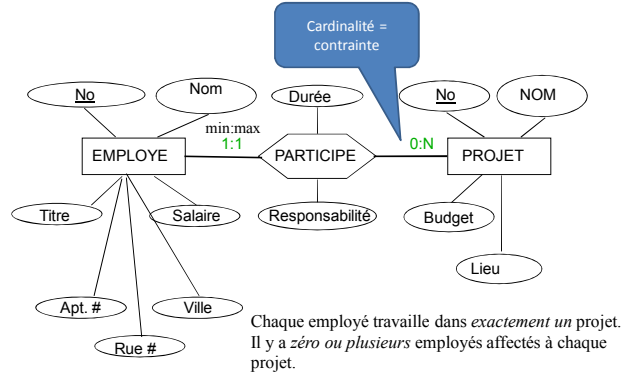 Cardinalité =
contrainte
No
Nom
Durée
No
NOM
min:max
1:1
0:N
EMPLOYE
PARTICIPE
PROJET
Titre
Salaire
Responsabilité
Budget
Lieu
Apt. #
Ville
Rue #
Chaque employé travaille dans exactement un projet.
Il y a zéro ou plusieurs employés affectés à chaque
projet.